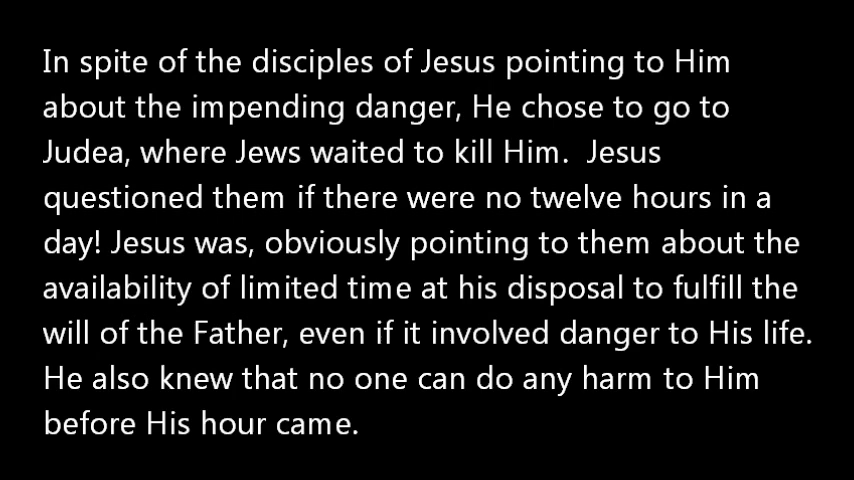 In spite of the disciples of Jesus pointing to Him
about the impending danger, He chose to go to
Judea, where Jews waited to kill Him.  Jesus
questioned them if there were no twelve hours in a
day! Jesus was, obviously pointing to them about the
availability of limited time at his disposal to fulfill the
will of the Father, even if it involved danger to His life.
He also knew that no one can do any harm to Him
before His hour came.